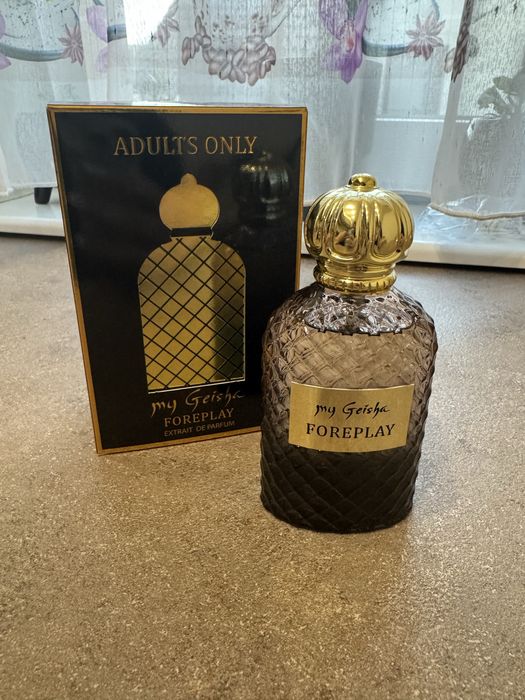 ADULTS ONLY
my Geisha
FOREPLAY
EXTRAIT DE PARFUM
my Geisha
FOREPLAY